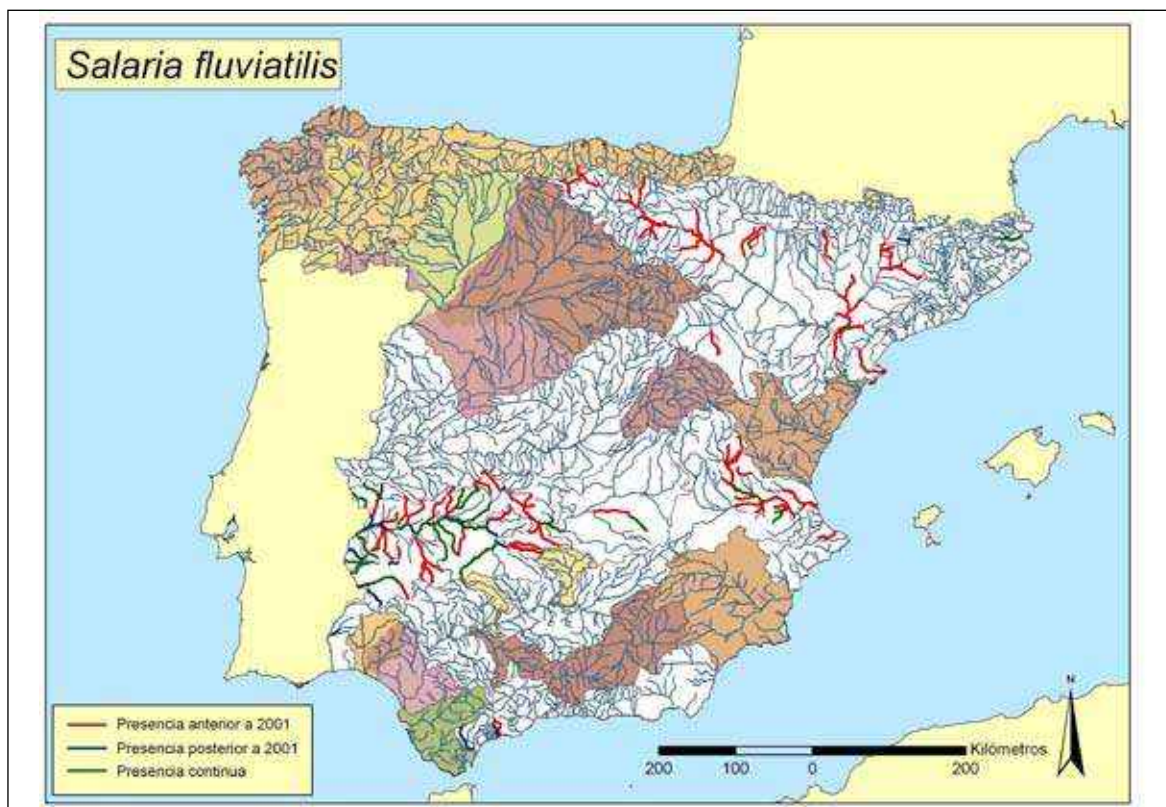 Salaria fluviatilis
Presencia anterior a 2001
Presencia posterior a 2001
Presencia continua
N
Kilómetros
200 100 0 200